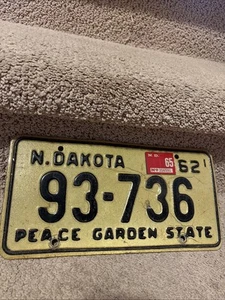 N.DAKOTA 65 62
93-736
PEACE GARDEN STATE